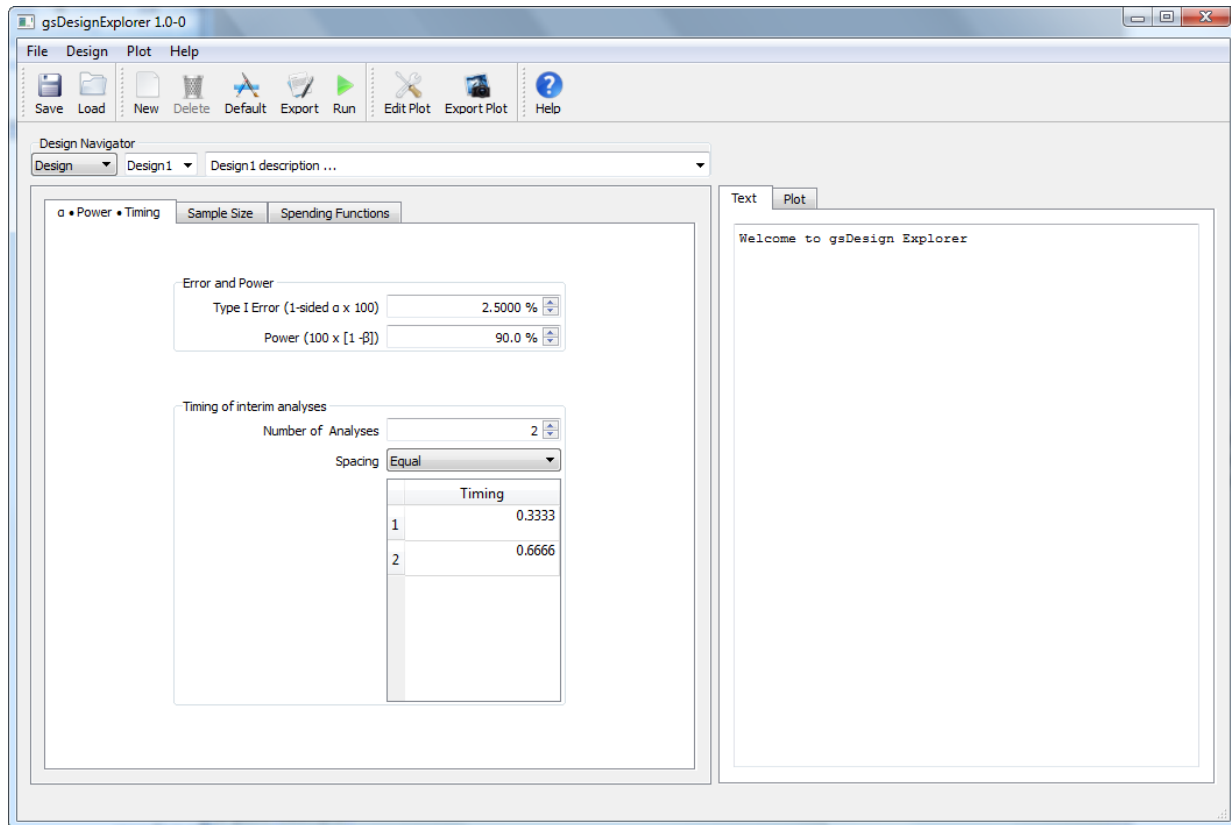 gsDesignExplorer 1.0-0
File Design Plot Help
Save Load New Delete Default Export Run Edit Plot Export Plot Help
Design Navigator
Design Design1 Design1 description ...
α • Power • Timing Sample Size Spending Functions
Text Plot
Welcome to gsDesign Explorer
Error and Power
Type I Error (1-sided α x 100) 2.5000 %
Power (100 x [1 -β]) 90.0 %
Timing of interim analyses
Number of Analyses 2
Spacing Equal
Timing
1 0.3333
2 0.6666